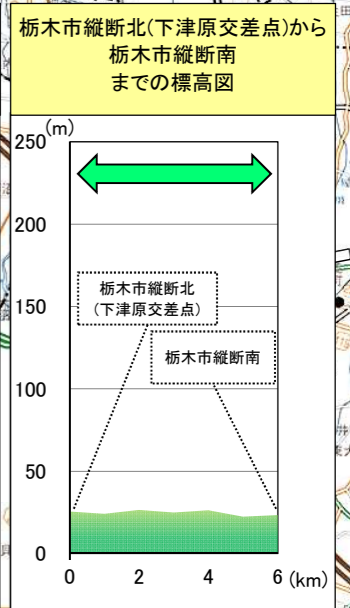 栃木市縦断北(下津原交差点)から
栃木市縦断南
までの標高図
(m)
250
200
150
100
50
0
栃木市縦断北
(下津原交差点)
栃木市縦断南
0 2 4 6 (km)